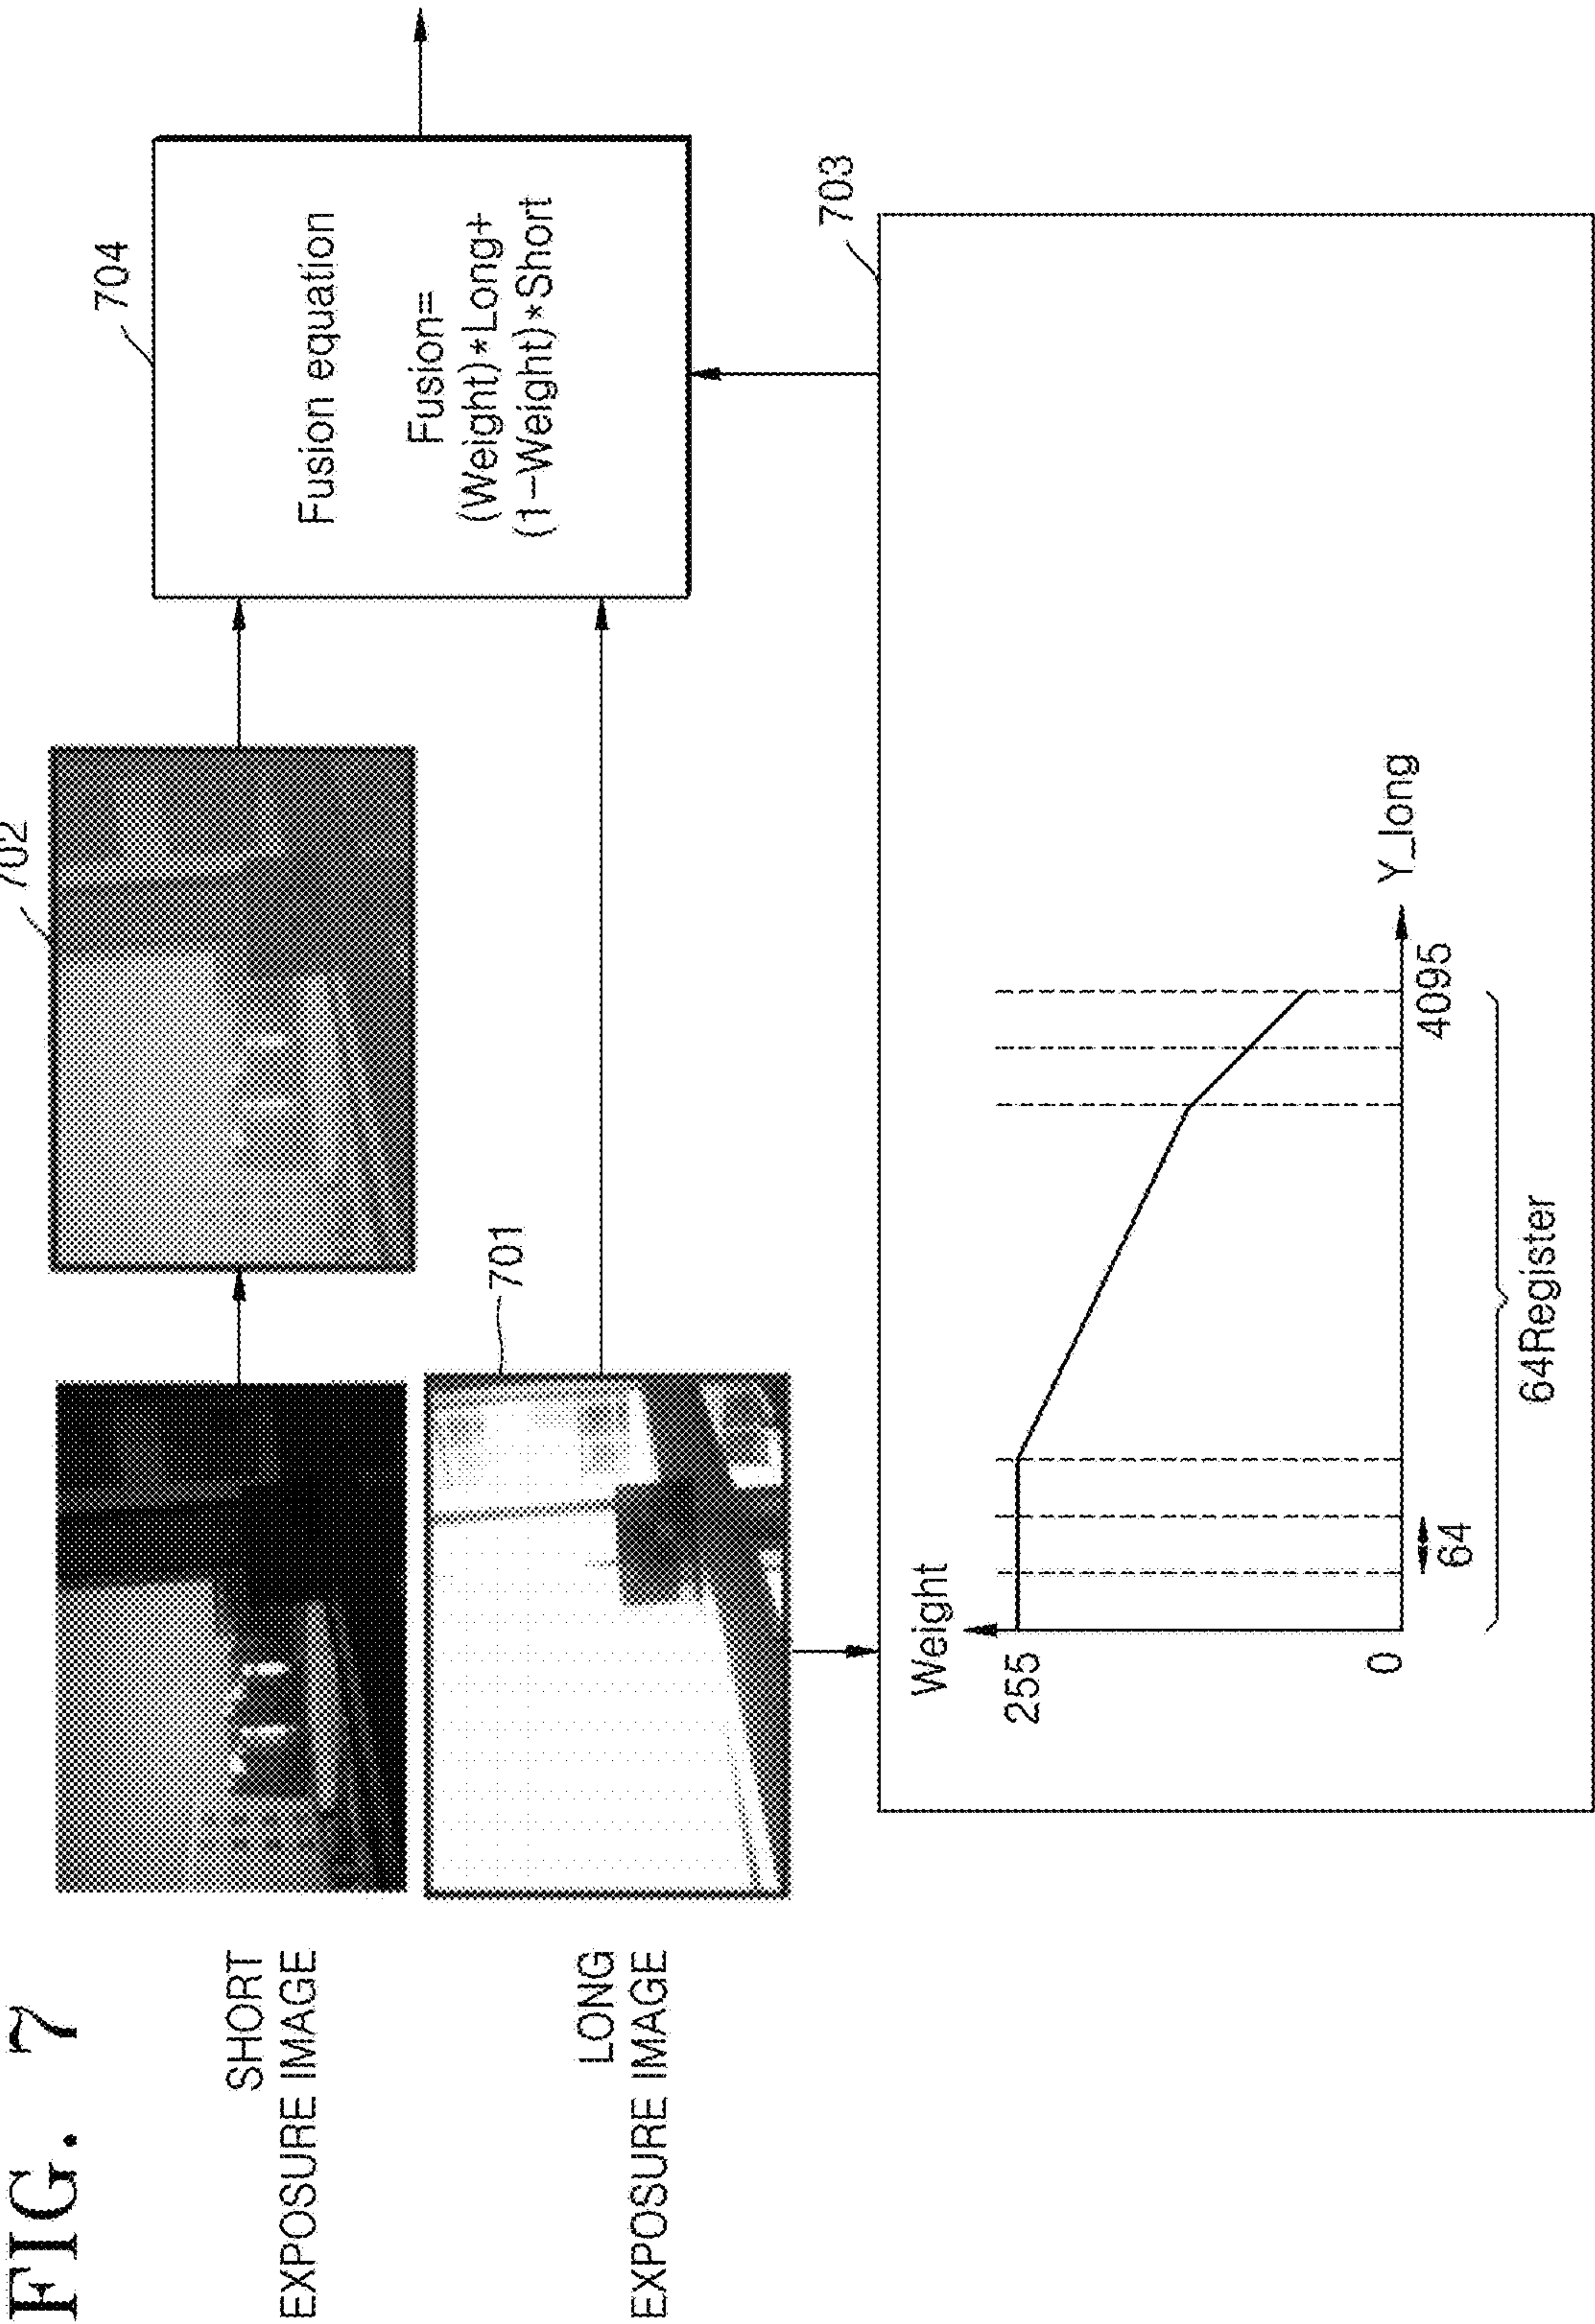 FIG. 7
SHORT
EXPOSURE IMAGE
702
704
Fusion equation
Fusion=
(Weight)*Long+
(1-Weight)*Short
LONG
EXPOSURE IMAGE
701
703
Weight
255
0
64
4095
Y_long
64Register